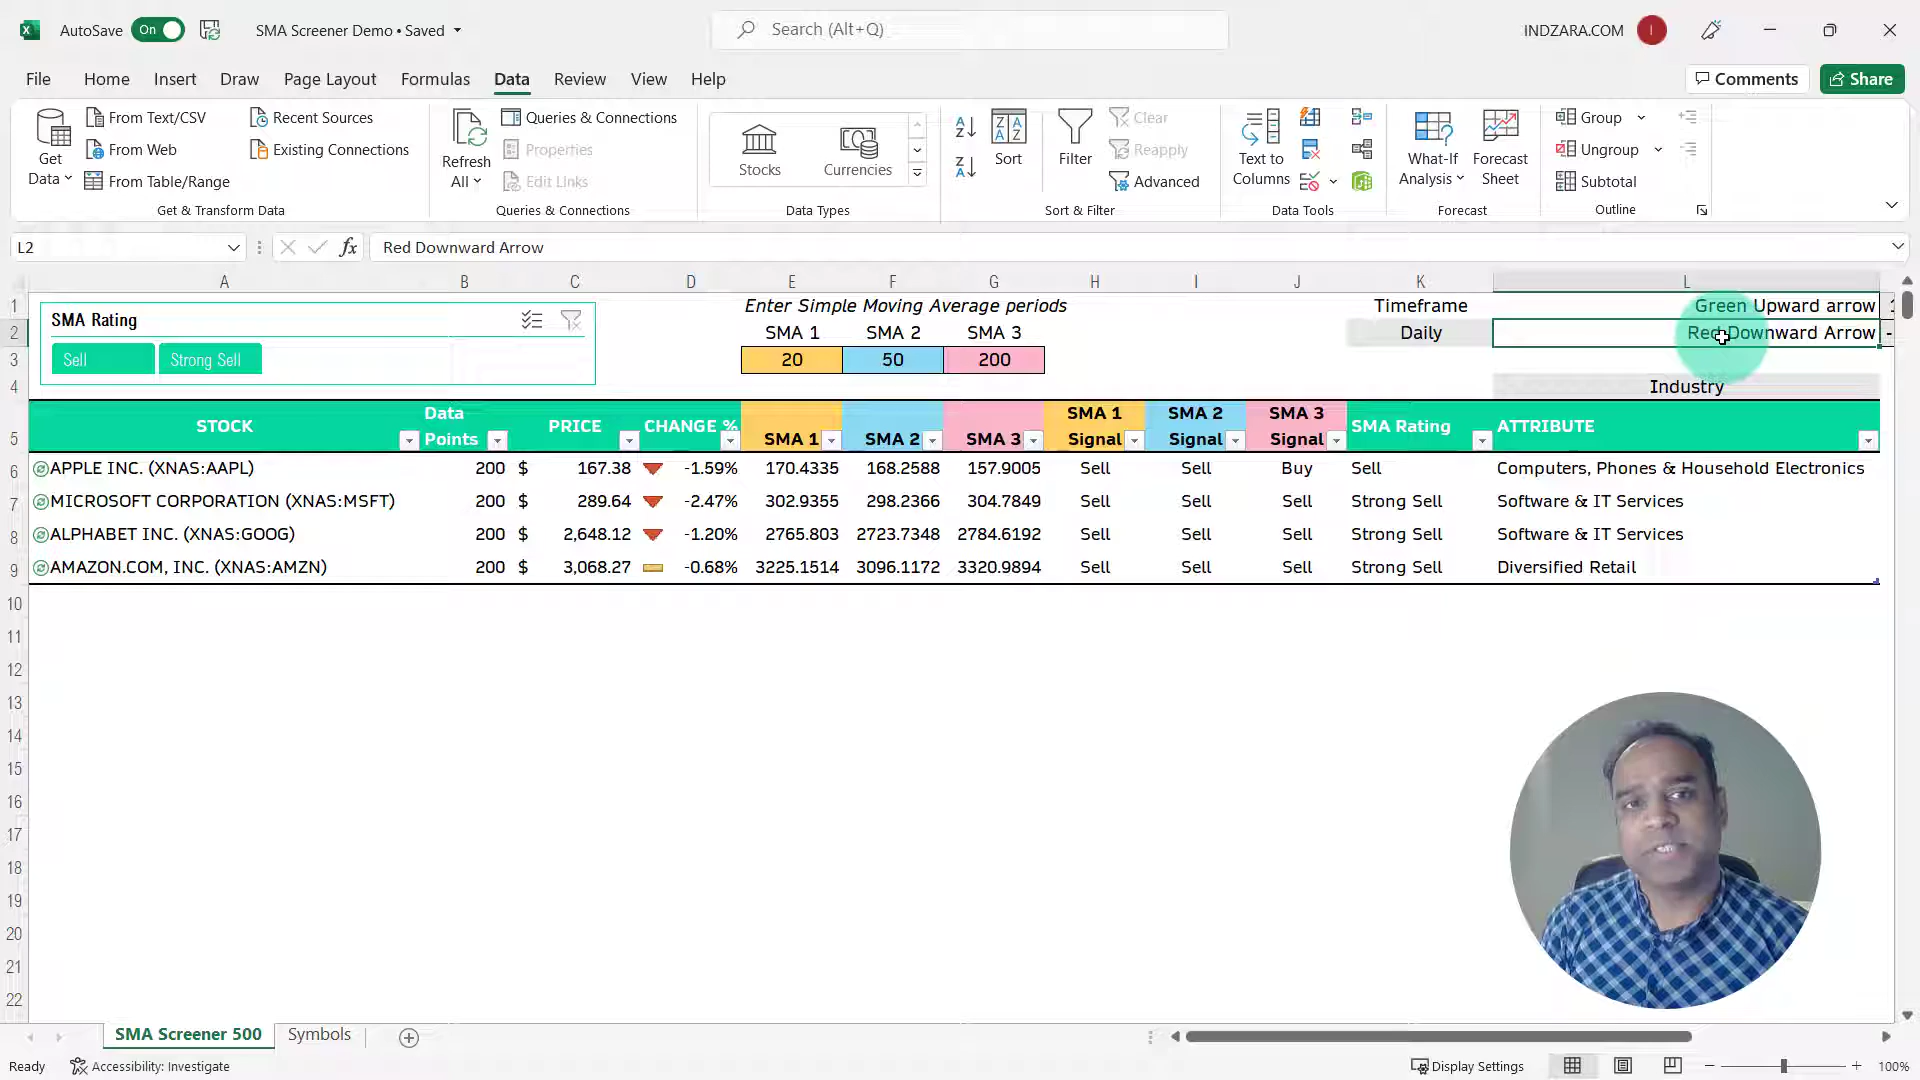 AutoSave On SMA Screener Demo • Saved Search (Alt+Q) INDZARA.COM I
File Home Insert Draw Page Layout Formulas Data Review View Help Comments Share
Get Data
From Text/CSV
From Web
From Table/Range
Recent Sources
Existing Connections
Get & Transform Data
Refresh All
Queries & Connections
Properties
Edit Links
Queries & Connections
Stocks
Currencies
Data Types
Sort
Filter
Clear
Reapply
Advanced
Sort & Filter
Text to Columns
Data Tools
What-If Analysis
Forecast Sheet
Forecast
Group
Ungroup
Subtotal
Outline
L2 fx Red Downward Arrow
A B C D E F G H I J K L
1 Enter Simple Moving Average periods Timeframe Green Upward arrow
SMA Rating
2 SMA 1 SMA 2 SMA 3 Daily Red Downward Arrow -
3 Sell Strong Sell 20 50 200
4 Industry
5 STOCK Data Points PRICE CHANGE % SMA 1 SMA 2 SMA 3 SMA 1 Signal SMA 2 Signal SMA 3 Signal SMA Rating ATTRIBUTE
6 APPLE INC. (XNAS:AAPL) 200 $ 167.38 -1.59% 170.4335 168.2588 157.9005 Sell Sell Buy Sell Computers, Phones & Household Electronics
7 MICROSOFT CORPORATION (XNAS:MSFT) 200 $ 289.64 -2.47% 302.9355 298.2366 304.7849 Sell Sell Sell Strong Sell Software & IT Services
8 ALPHABET INC. (XNAS:GOOG) 200 $ 2,648.12 -1.20% 2765.803 2723.7348 2784.6192 Sell Sell Sell Strong Sell Software & IT Services
9 AMAZON.COM, INC. (XNAS:AMZN) 200 $ 3,068.27 -0.68% 3225.1514 3096.1172 3320.9894 Sell Sell Sell Strong Sell Diversified Retail
10
11
12
13
14
15
16
17
18
19
20
21
22
SMA Screener 500 Symbols
Ready Accessibility: Investigate Display Settings 100%